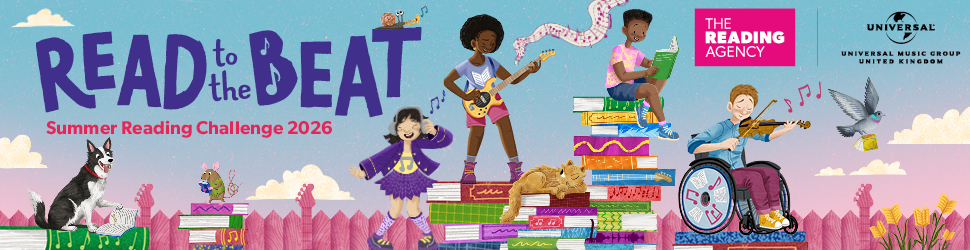 READ to
the BEAT
Summer Reading Challenge 2026
THE
READING
AGENCY
UNIVERSAL
UNIVERSAL MUSIC GROUP
UNITED KINGDOM